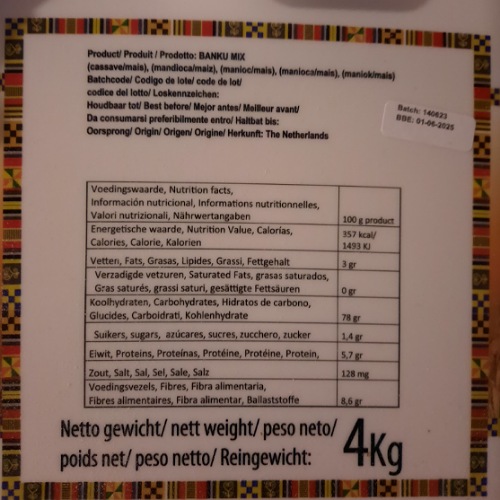 Product/ Produit / Prodotto: BANKU MIX
(cassave/mais), (mandioca/maiz), (manioc/mais), (manioca/mais), (maniok/mais)
Batchcode/ Codigo de lote/ code de lot/
codice del lotto/ Loskennzeichen:
Houdbaar tot/ Best before/ Mejor antes/ Meilleur avant/
Da consumarsi preferibilmente entro/ Haltbat bis:
Oorsprong/ Origin/ Origen/ Origine/ Herkunft: The Netherlands
Batch: 140623
BBE: 01-06-2025
Voedingswaarde, Nutrition facts,
Información nutricional, Informations nutritionnelles,
Valori nutrizionali, Nährwertangaben
100 g product
Energetische waarde, Nutrition Value, Calorías,
Calories, Calorie, Kalorien
357 kcal/
1493 KJ
Vetten, Fats, Grasas, Lipides, Grassi, Fettgehalt
3 gr
Verzadigde vetzuren, Saturated Fats, grasas saturados,
Gras saturés, grassi saturi, gesättigte Fettsäuren
0 gr
Koolhydraten, Carbohydrates, Hidratos de carbono,
Glucides, Carboidrati, Kohlenhydrate
78 gr
Suikers, sugars, azúcares, sucres, zucchero, zucker
1,4 gr
Eiwit, Proteins, Proteínas, Protéine, Protéine, Protein,
5,7 gr
Zout, Salt, Sal, Sel, Sale, Salz
128 mg
Voedingsvezels, Fibres, Fibra alimentaria,
Fibres alimentaires, Fibra alimentar, Ballaststoffe
8,6 gr
Netto gewicht/ nett weight/ peso neto/
poids net/ peso netto/ Reingewicht:
4Kg